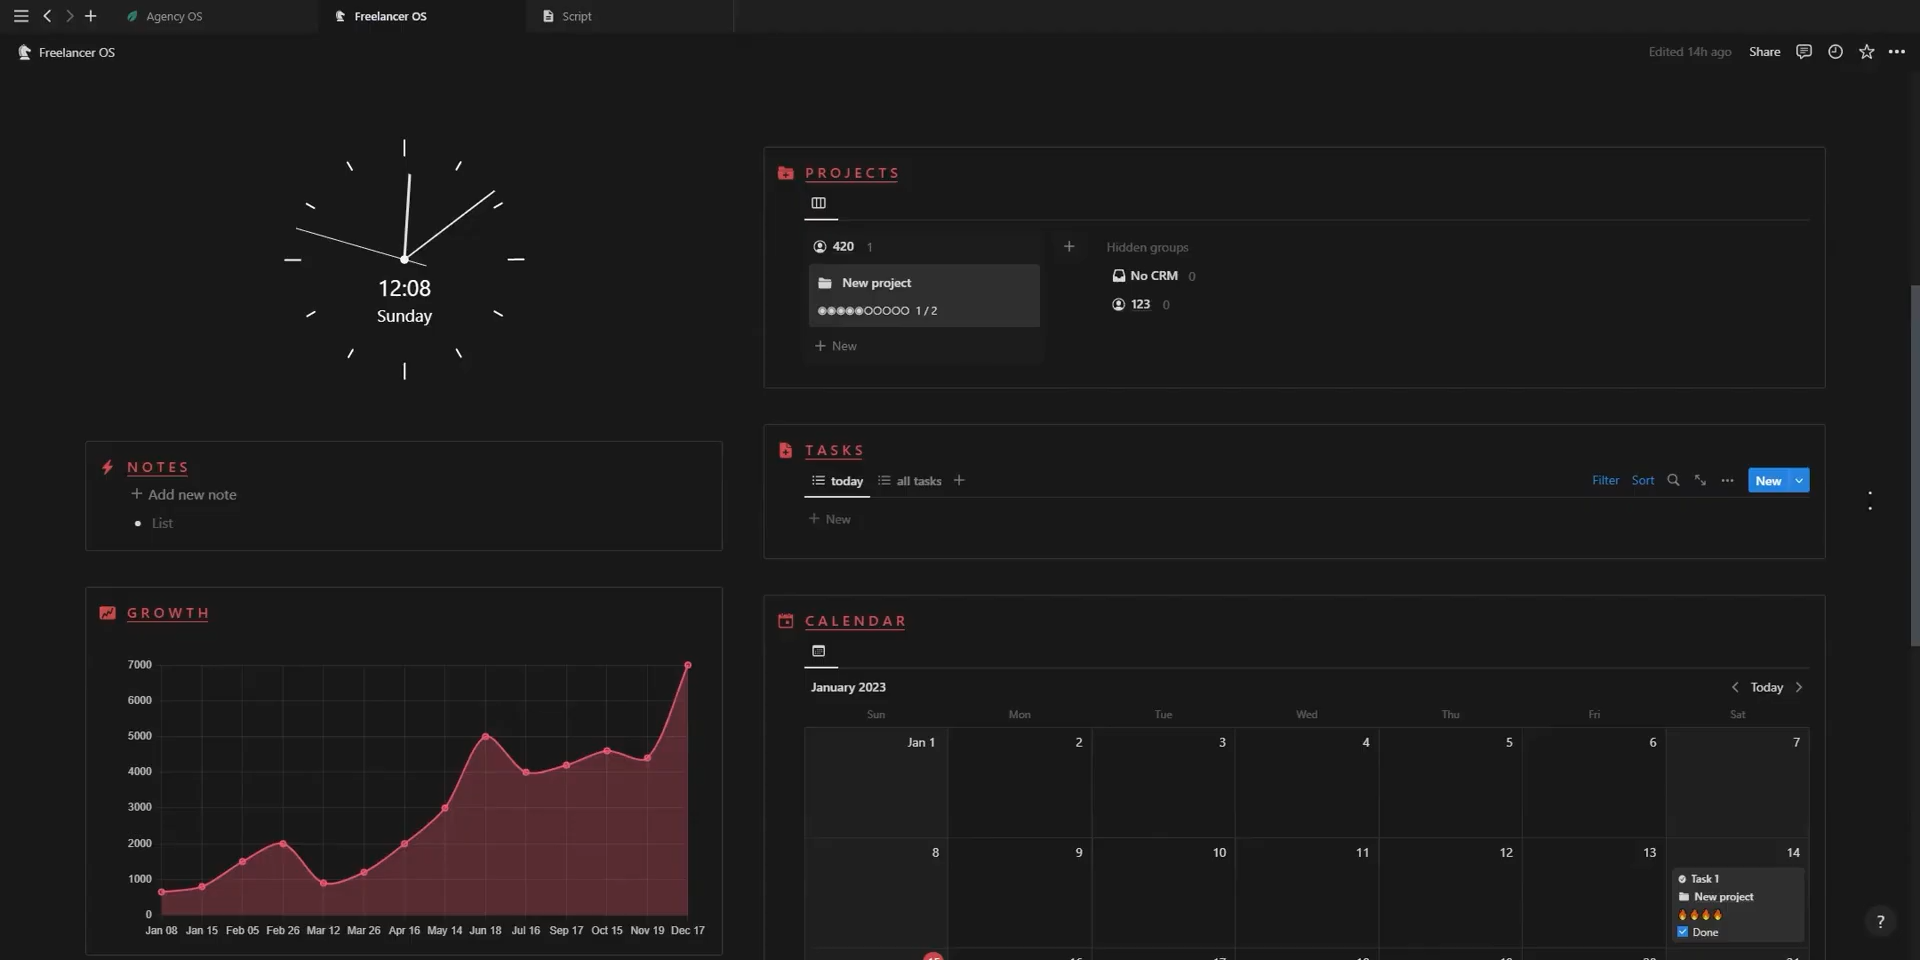 Agency OS
Freelancer OS
Script
Freelancer OS
Edited 14h ago
Share
12:08
Sunday
PROJECTS
420 1
New project
1 / 2
+ New
Hidden groups
No CRM 0
123 0
NOTES
+ Add new note
• List
TASKS
today
all tasks
Filter
Sort
New
+ New
GROWTH
7000
6000
5000
4000
3000
2000
1000
0
Jan 08 Jan 15 Feb 05 Feb 26 Mar 12 Mar 26 Apr 16 May 14 Jun 18 Jul 16 Sep 17 Oct 15 Nov 19 Dec 17
CALENDAR
January 2023
Today
Sun Mon Tue Wed Thu Fri Sat
Jan 1 2 3 4 5 6 7
8 9 10 11 12 13 14
Task 1
New project
🔥🔥🔥🔥
Done
?